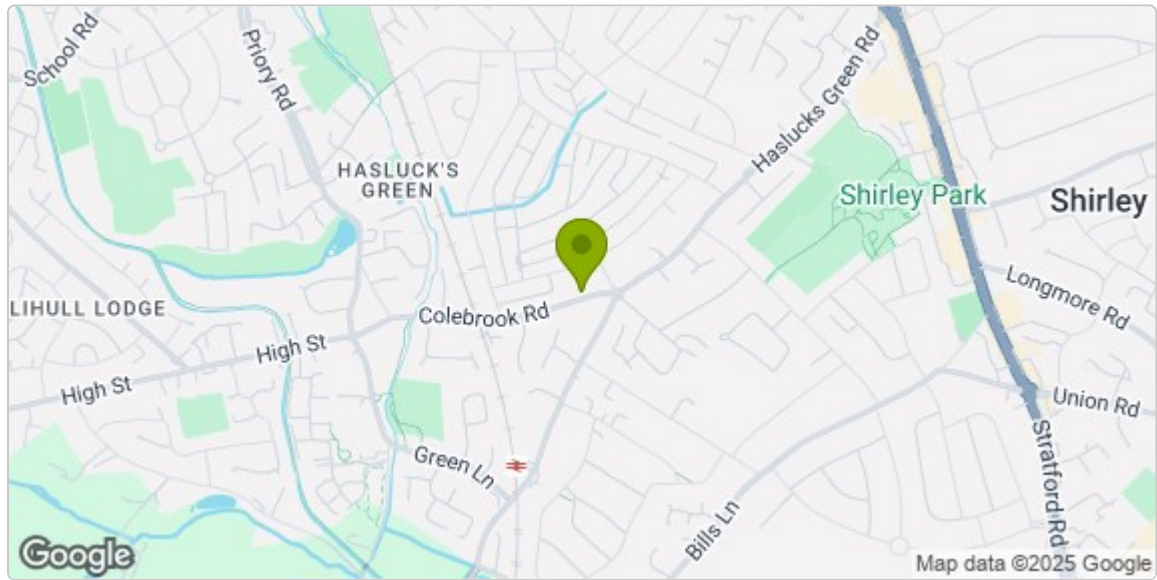 School Rd
Priory Rd
Haslucks Green Rd
HASLUCK'S
GREEN
Shirley Park
Shirley
LIHULL LODGE
Colebrook Rd
Longmore Rd
High St
High St
Union Rd
Green Ln
Stratford Rd
Bills Ln
Google
Map data ©2025 Google